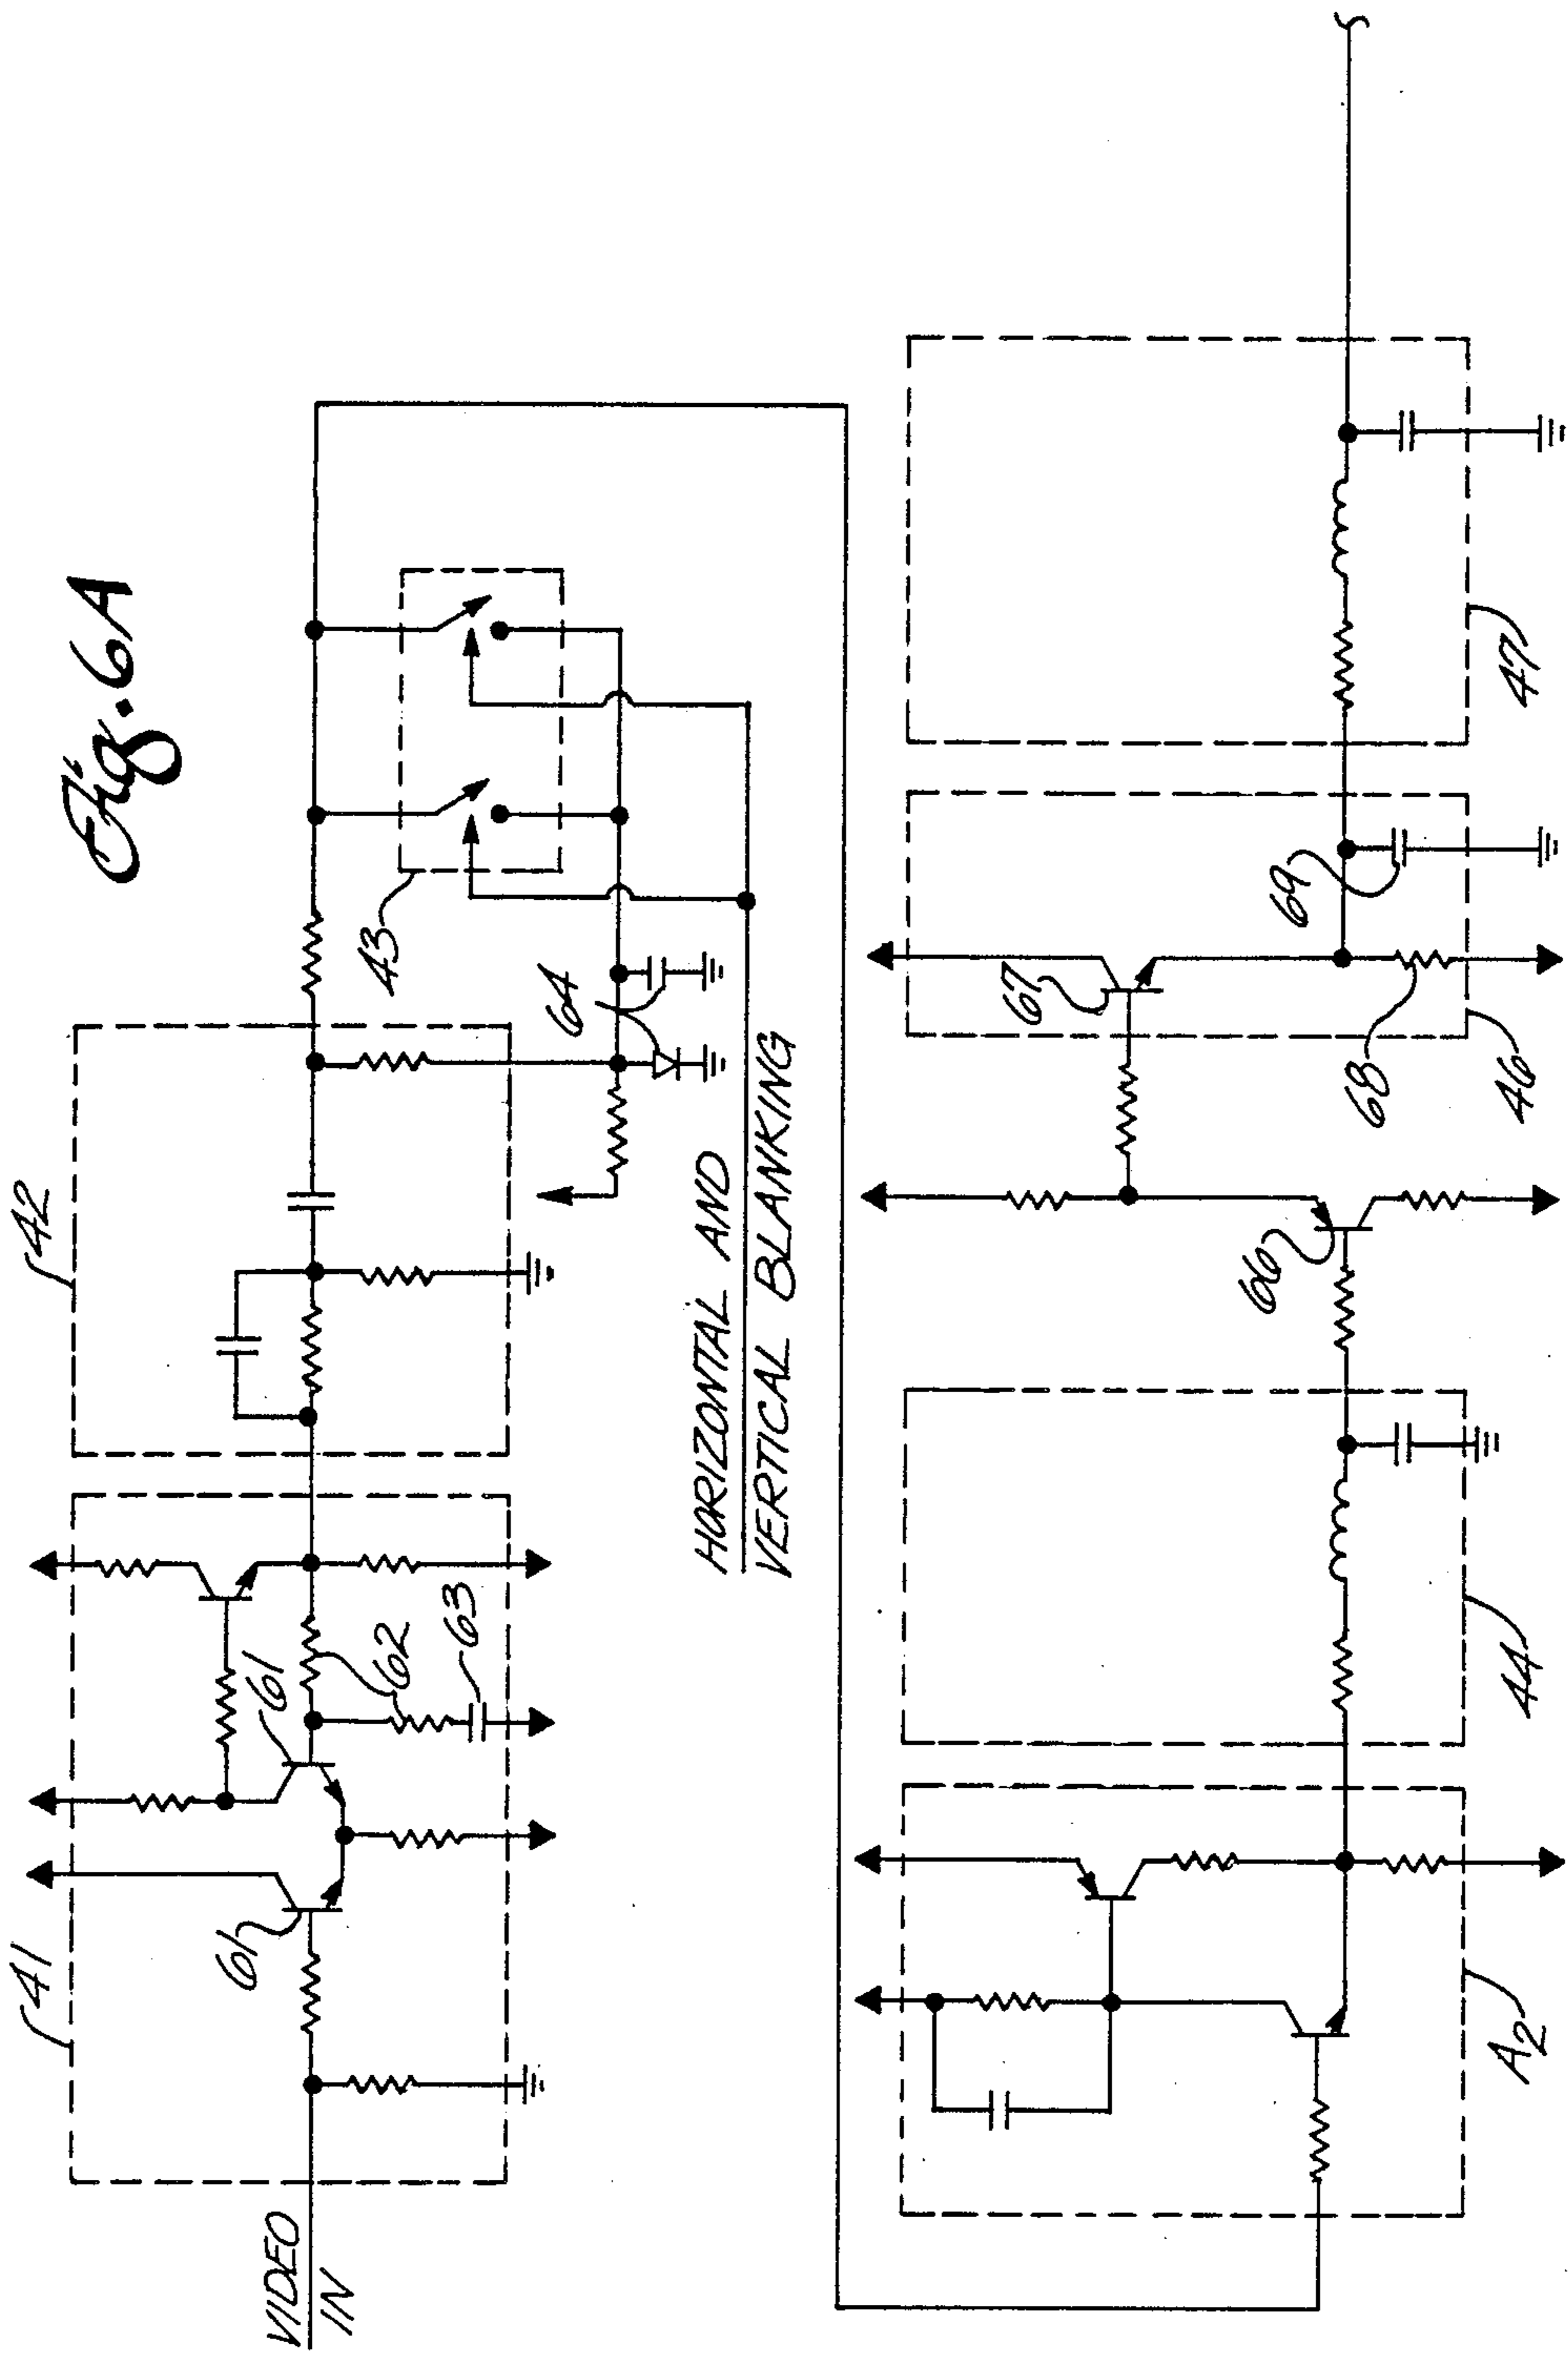 Fig. 6A
41
42
61
61
62
63
43
64
VIDEO
IN
HORIZONTAL AND
VERTICAL BLANKING
66
67
69
68
A2
44
46
47